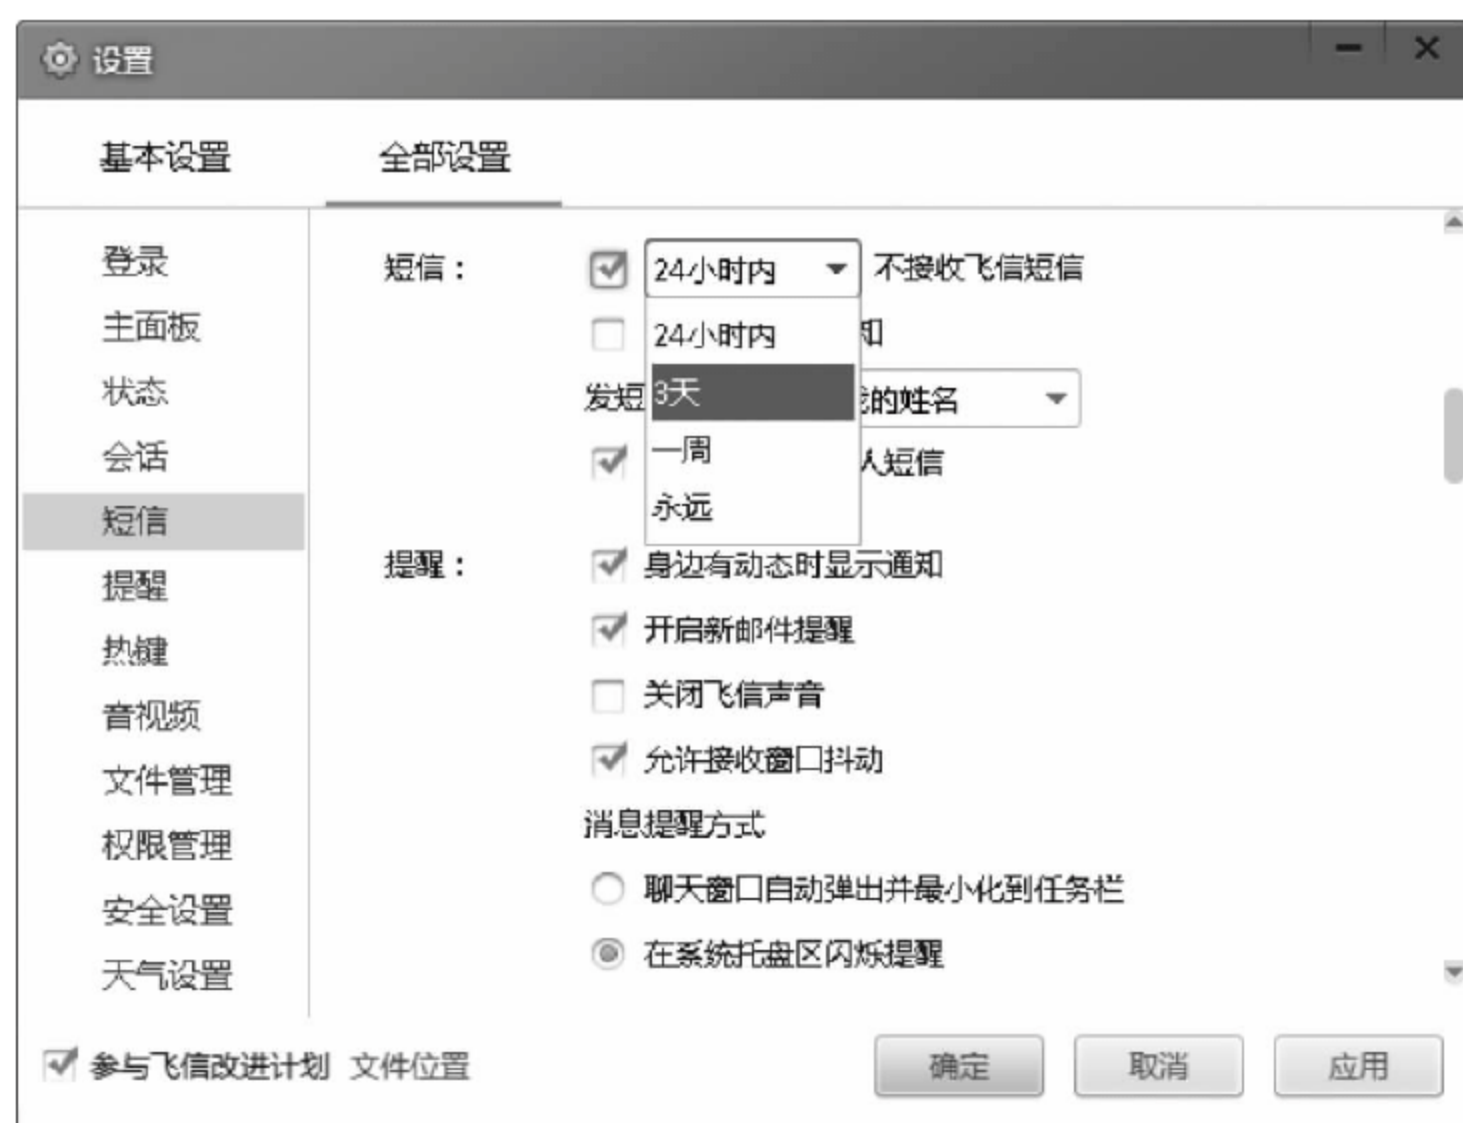 设置
基本设置 全部设置
登录
主面板
状态
会话
短信
提醒
热键
音视频
文件管理
权限管理
安全设置
天气设置
短信： 24小时内 不接收飞信短信
24小时内 知
发短 3天 的姓名
一周 人短信
永远
提醒： 身边有动态时显示通知
开启新邮件提醒
关闭飞信声音
允许接收窗口抖动
消息提醒方式
聊天窗口自动弹出并最小化到任务栏
在系统托盘区闪烁提醒
参与飞信改进计划 文件位置 确定 取消 应用